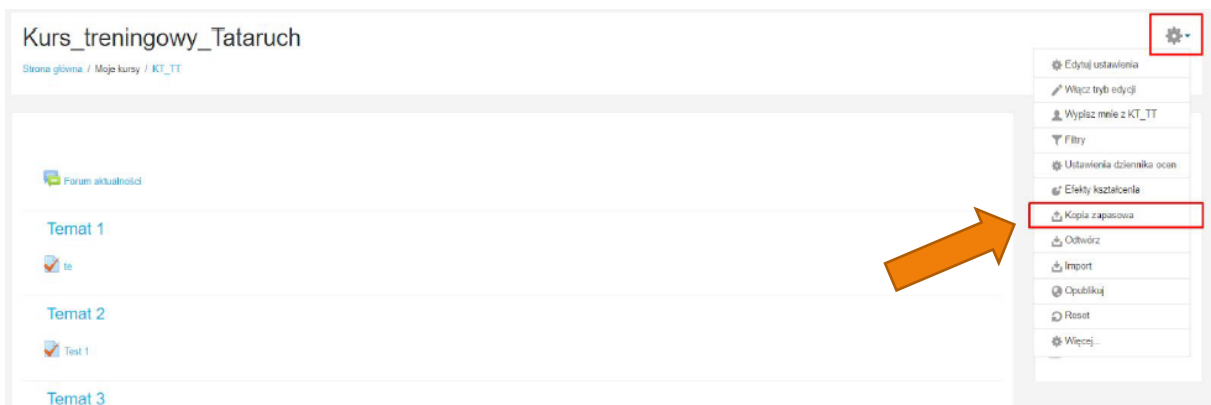 Kurs_treningowy_Tataruch
Strona główna / Moje kursy / KT_TT
Edytuj ustawienia
Włącz tryb edycji
Wypisz mnie z KT_TT
Filtry
Ustawienia dziennika ocen
Efekty kształcenia
Kopia zapasowa
Odtwórz
Import
Opublikuj
Reset
Więcej...
Forum aktualności
Temat 1
te
Temat 2
Test 1
Temat 3